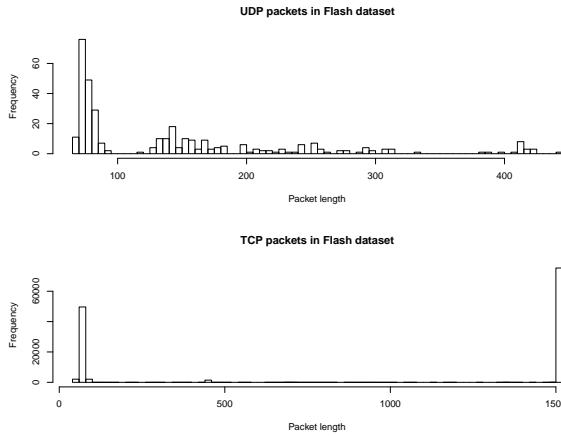 UDP packets in Flash dataset
Frequency
0
20
40
60
100
200
300
400
Packet length
TCP packets in Flash dataset
Frequency
0
20000
60000
0
500
1000
Packet length